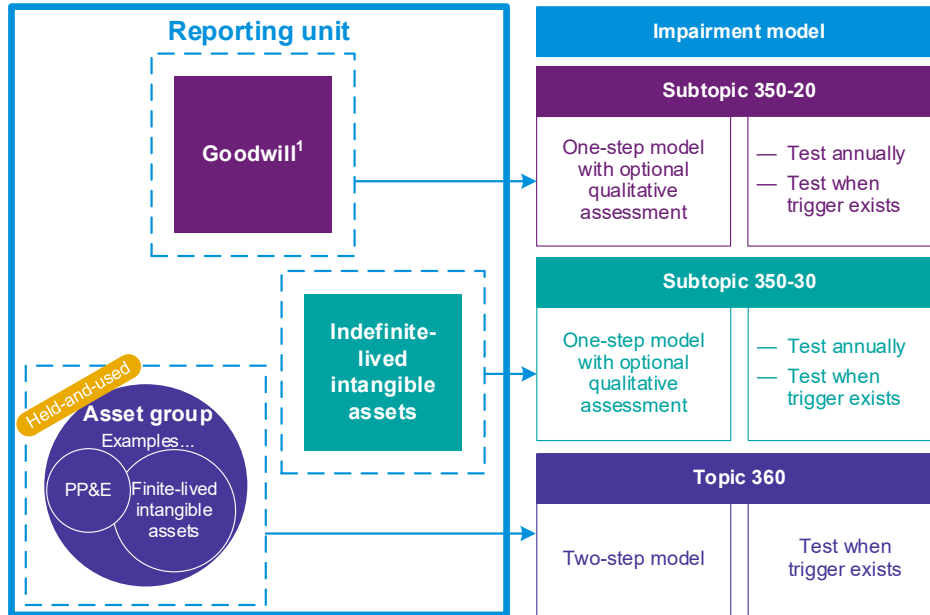 Reporting unit
Goodwill1
Indefinite-
lived
intangible
assets
Held-and-used
Asset group
Examples...
PP&E
Finite-lived
intangible
assets
Impairment model
Subtopic 350-20
One-step model
with optional
qualitative
assessment
— Test annually
— Test when
trigger exists
Subtopic 350-30
One-step model
with optional
qualitative
assessment
— Test annually
— Test when
trigger exists
Topic 360
Two-step model
Test when
trigger exists